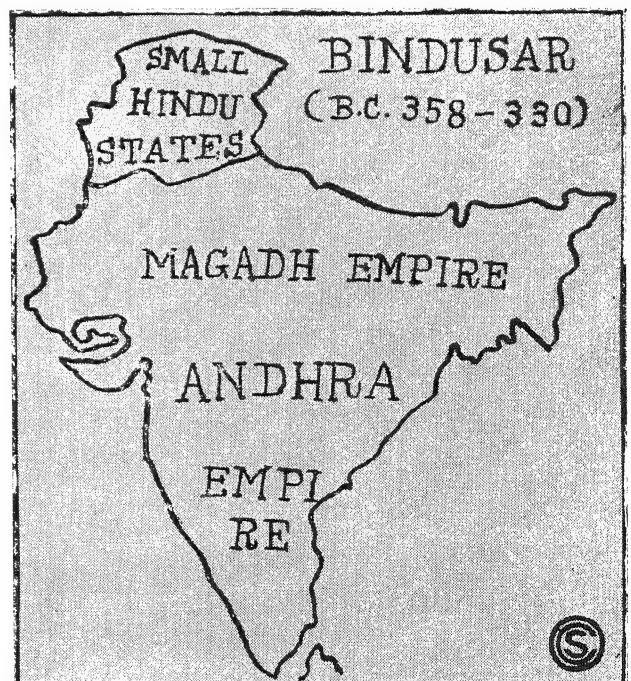 SMALL
HINDU
STATES
BINDUSAR
(B.C. 358-330)
MAGADH EMPIRE
ANDHRA
EMPI
RE